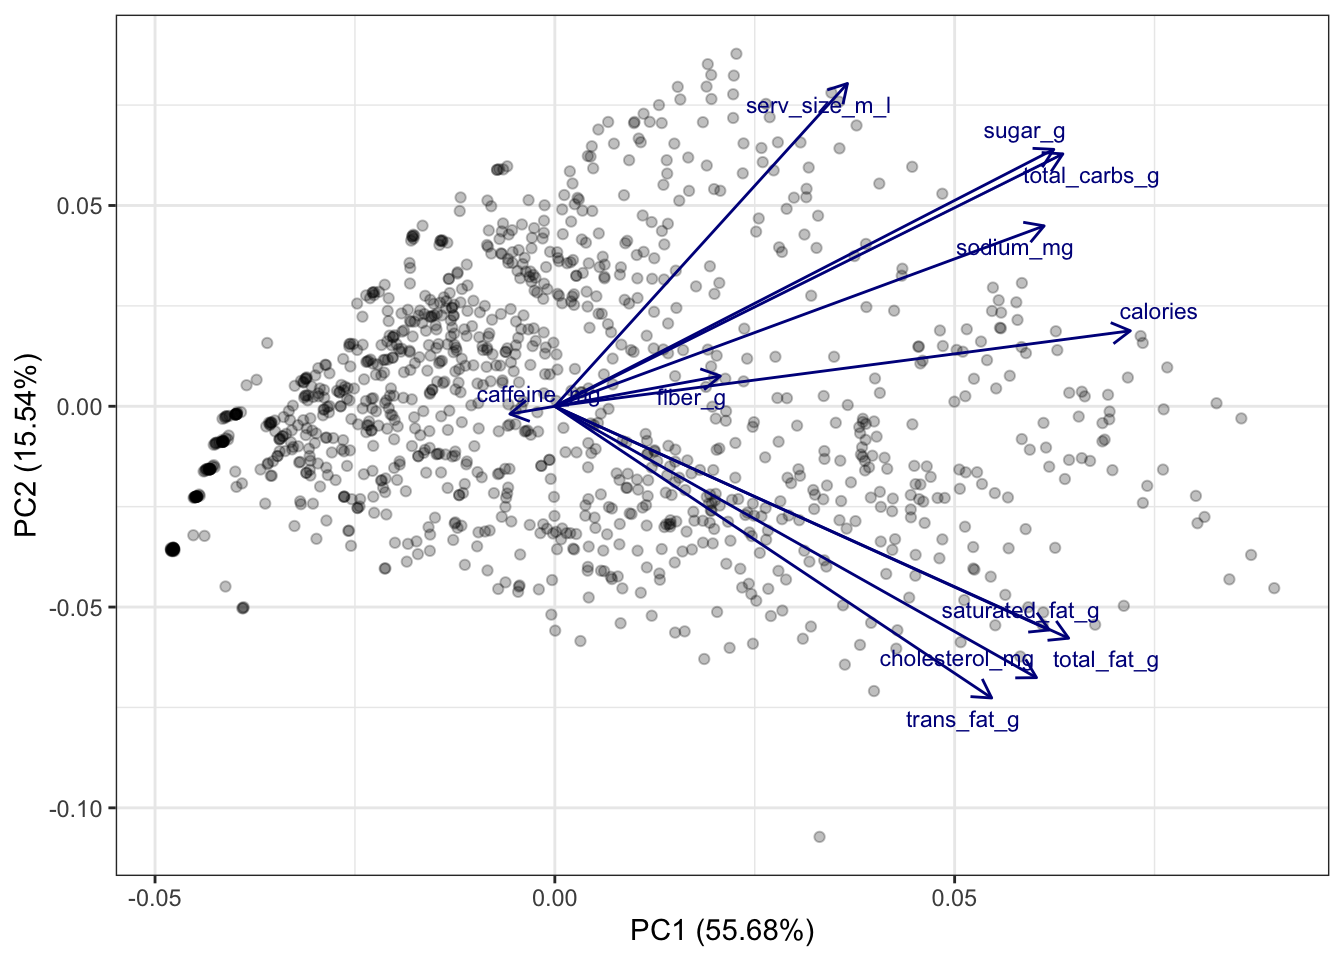 serv_size_m_l
sugar_g
total_carbs_g
sodium_mg
calories
caffeine_mg
fiber_g
saturated_fat_g
cholesterol_mg
total_fat_g
trans_fat_g
0.05
0.00
-0.05
-0.10
PC2 (15.54%)
-0.05
0.00
0.05
PC1 (55.68%)